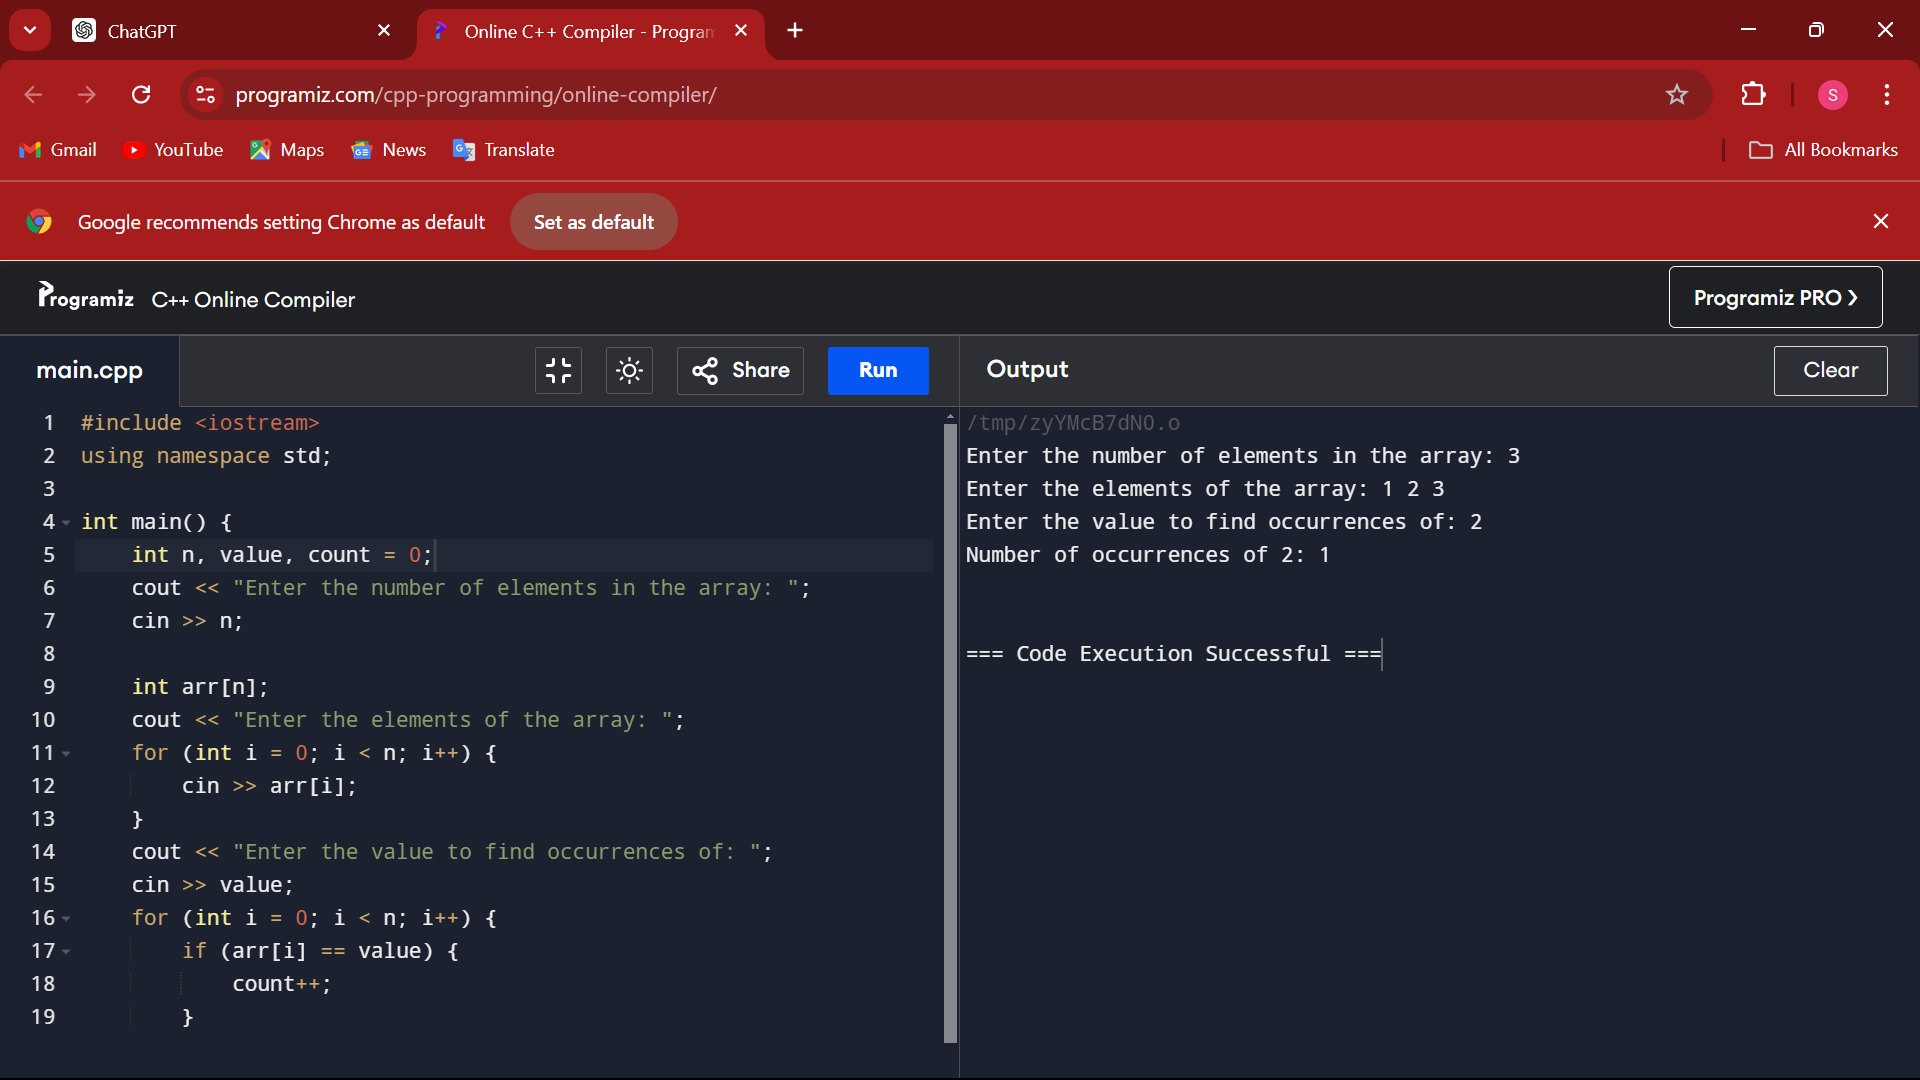 ChatGPT
Online C++ Compiler - Program
programiz.com/cpp-programming/online-compiler/
S
Gmail
YouTube
Maps
News
Translate
All Bookmarks
Google recommends setting Chrome as default
Set as default
Programiz
C++ Online Compiler
Programiz PRO ❯
main.cpp
Share
Run
Output
Clear
1 #include <iostream>
2 using namespace std;
3
4 int main() {
5     int n, value, count = 0;
6     cout << "Enter the number of elements in the array: ";
7     cin >> n;
8
9     int arr[n];
10     cout << "Enter the elements of the array: ";
11     for (int i = 0; i < n; i++) {
12         cin >> arr[i];
13     }
14     cout << "Enter the value to find occurrences of: ";
15     cin >> value;
16     for (int i = 0; i < n; i++) {
17         if (arr[i] == value) {
18             count++;
19         }
/tmp/zyYMcB7dNO.o
Enter the number of elements in the array: 3
Enter the elements of the array: 1 2 3
Enter the value to find occurrences of: 2
Number of occurrences of 2: 1
=== Code Execution Successful ===